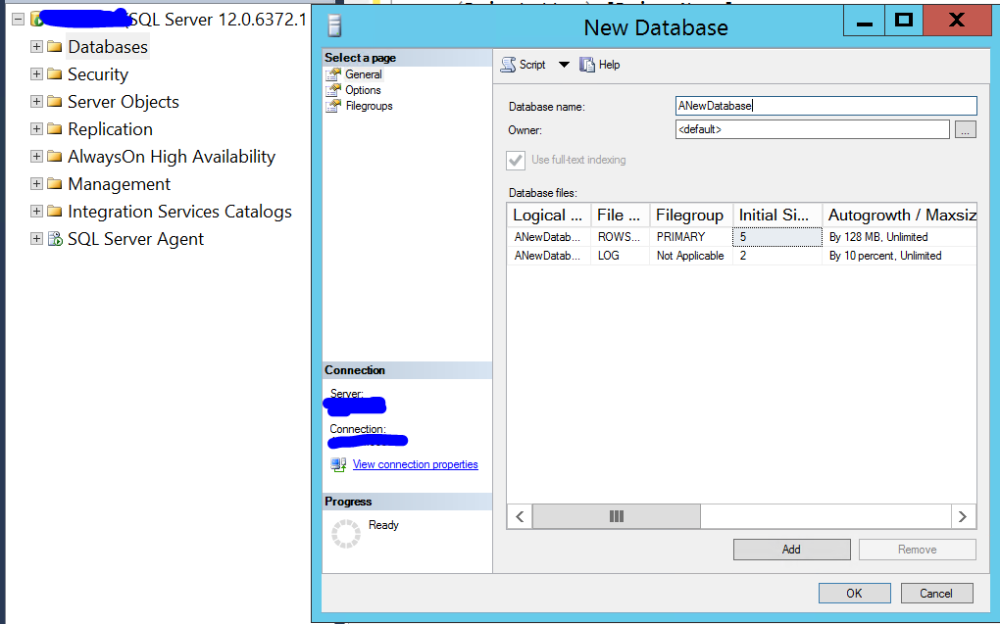 SQL Server 12.0.6372.1
Databases
Security
Server Objects
Replication
AlwaysOn High Availability
Management
Integration Services Catalogs
SQL Server Agent
New Database
Select a page
General
Options
Filegroups
Script Help
Database name: ANewDatabase
Owner: <default> ...
Use full-text indexing
Database files:
Logical ... File ... Filegroup Initial Si... Autogrowth / Maxsiz
ANewDatab... ROWS... PRIMARY 5 By 128 MB, Unlimited
ANewDatab... LOG Not Applicable 2 By 10 percent, Unlimited
Connection
Server:
Connection:
View connection properties
Progress
Ready
Add Remove
OK Cancel